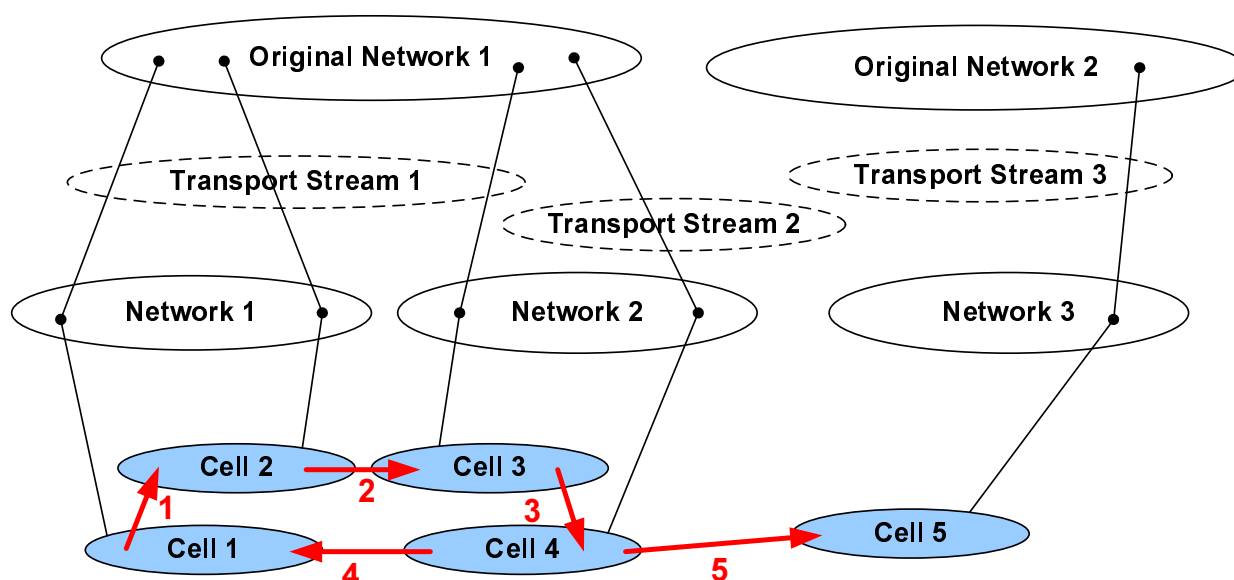 Original Network 1
Original Network 2
Transport Stream 1
Transport Stream 3
Transport Stream 2
Network 1
Network 2
Network 3
Cell 2
Cell 3
1
2
3
Cell 1
Cell 4
Cell 5
4
5